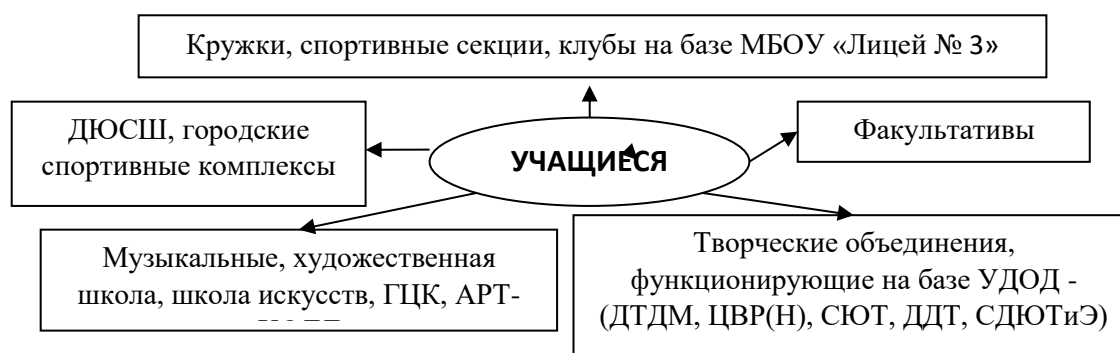 Кружки, спортивные секции, клубы на базе МБОУ «Лицей № 3»
ДЮСШ, городские
спортивные комплексы
УЧАЩИЕСЯ
Факультативы
Музыкальные, художественная
школа, школа искусств, ГЦК, АРТ-
Творческие объединения,
функционирующие на базе УДОД -
(ДТДМ, ЦВР(Н), СЮТ, ДДТ, СДЮТиЭ)